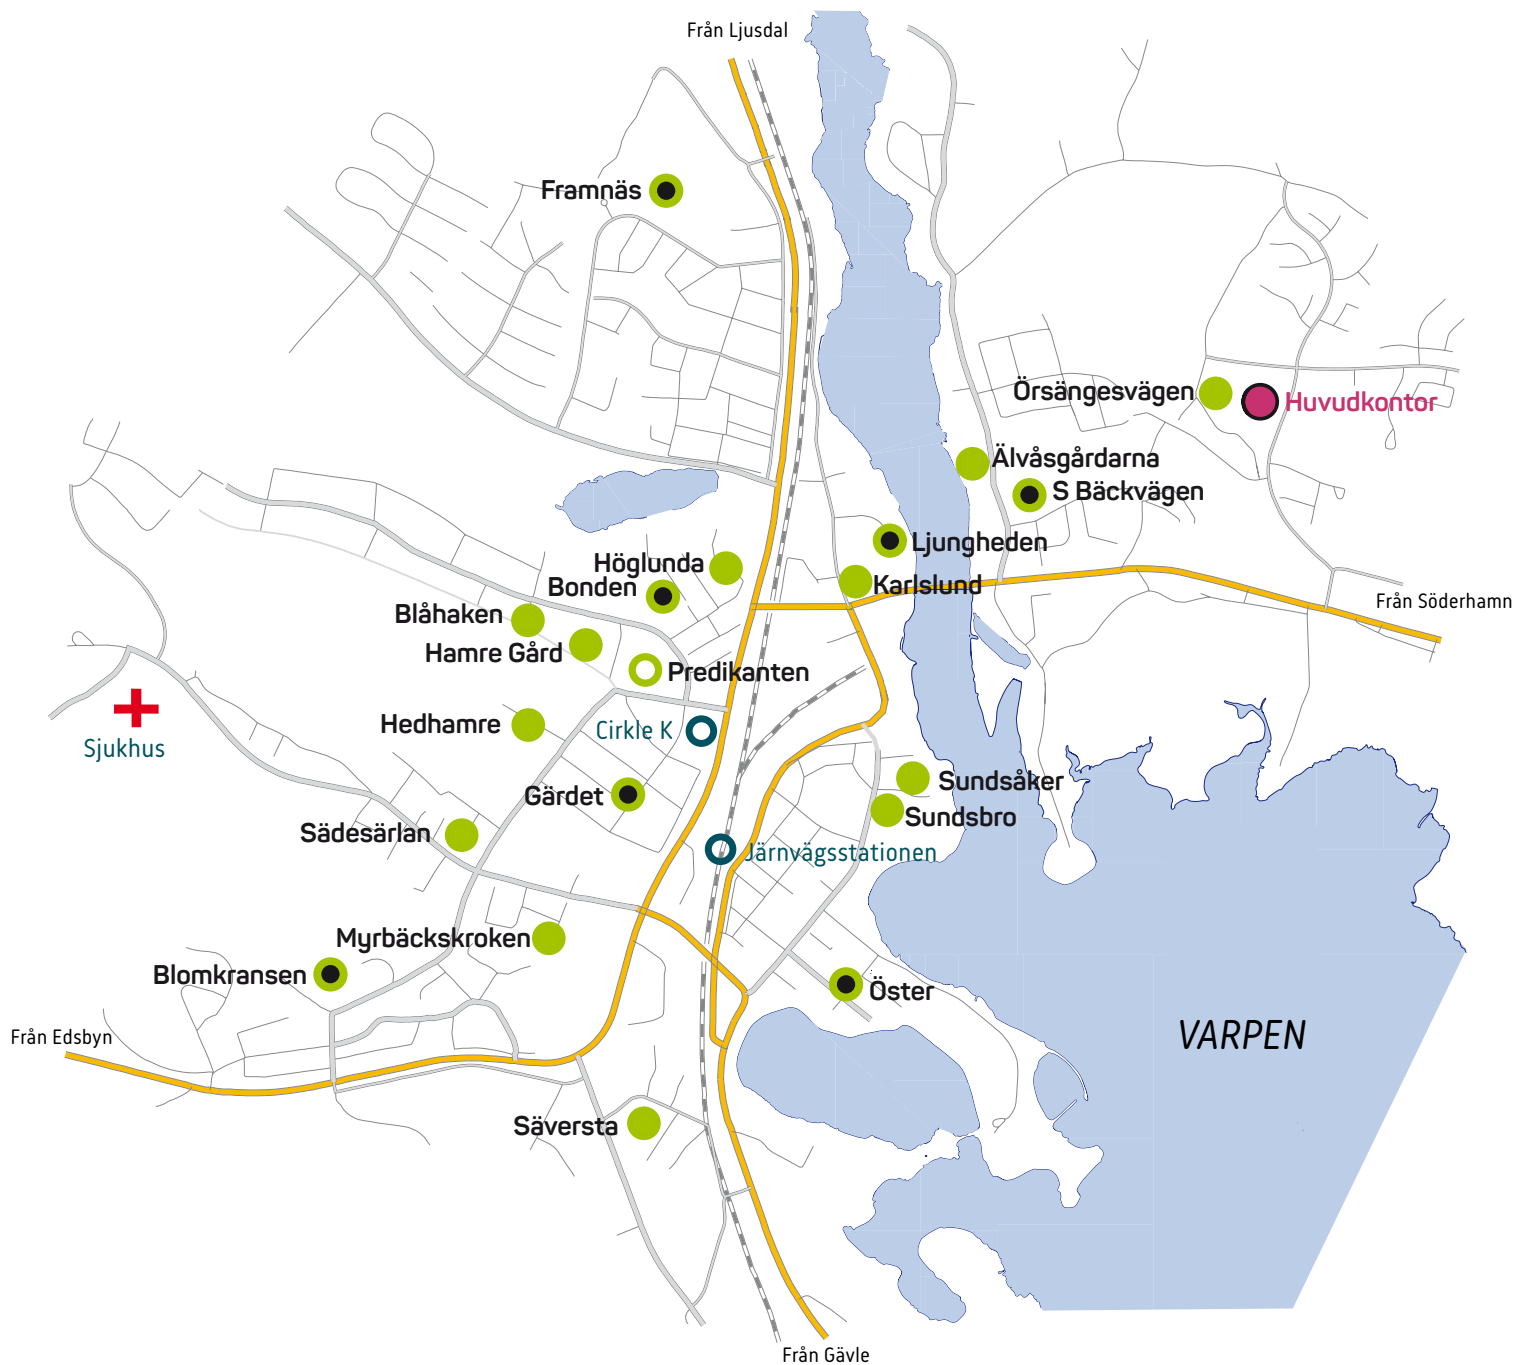 Från Ljusdal
Framnäs
Örsängesvägen
Huvudkontor
Älvåsgårdarna
S Bäckvägen
Ljungheden
Höglunda
Bonden
Karlslund
Från Söderhamn
Blåhaken
Hamre Gård
Predikanten
Hedhamre
Cirkle K
Sjukhus
Sundsåker
Gärdet
Sundsbro
Sädesärlan
Järnvägsstationen
Myrbäckskroken
Blomkransen
Öster
Från Edsbyn
VARPEN
Säversta
Från Gävle